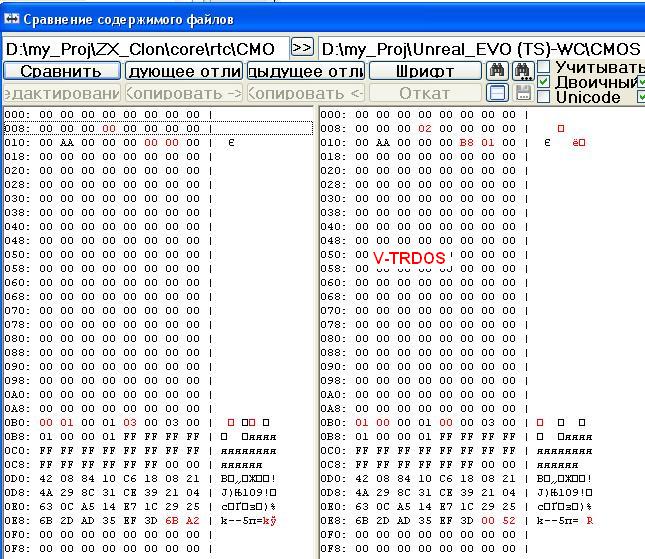 Сравнение содержимого файлов
D:\my_Proj\ZX_Clon\core\rtc\CMO >> D:\my_Proj\Unreal_EVO (TS)-WC\CMOS
Сравнить дующее отли дыдущее отли Шрифт Учитывать
едактировани Копировать -> Копировать <- Откат Двоичный
Unicode
000: 00 00 00 00 00 00 00 00 | 000: 00 00 00 00 00 00 00 00 |
008: 00 00 00 00 00 00 00 00 | 008: 00 00 00 02 00 00 00 00 |
010: 00 AA 00 00 00 00 00 00 | Є 010: 00 AA 00 00 00 B8 01 00 | Є ё
018: 00 00 00 00 00 00 00 00 | 018: 00 00 00 00 00 00 00 00 |
020: 00 00 00 00 00 00 00 00 | 020: 00 00 00 00 00 00 00 00 |
028: 00 00 00 00 00 00 00 00 | 028: 00 00 00 00 00 00 00 00 |
030: 00 00 00 00 00 00 00 00 | 030: 00 00 00 00 00 00 00 00 |
038: 00 00 00 00 00 00 00 00 | 038: 00 00 00 00 00 00 00 00 |
040: 00 00 00 00 00 00 00 00 | 040: 00 00 00 00 00 00 00 00 |
048: 00 00 00 00 00 00 00 00 | 048: 00 00 00 00 00 00 00 00 |
050: 00 00 00 00 00 00 00 00 | 050: 00 V-TRDOS 00 00 00 |
058: 00 00 00 00 00 00 00 00 | 058: 00 00 00 00 00 00 00 00 |
060: 00 00 00 00 00 00 00 00 | 060: 00 00 00 00 00 00 00 00 |
068: 00 00 00 00 00 00 00 00 | 068: 00 00 00 00 00 00 00 00 |
070: 00 00 00 00 00 00 00 00 | 070: 00 00 00 00 00 00 00 00 |
078: 00 00 00 00 00 00 00 00 | 078: 00 00 00 00 00 00 00 00 |
080: 00 00 00 00 00 00 00 00 | 080: 00 00 00 00 00 00 00 00 |
088: 00 00 00 00 00 00 00 00 | 088: 00 00 00 00 00 00 00 00 |
090: 00 00 00 00 00 00 00 00 | 090: 00 00 00 00 00 00 00 00 |
098: 00 00 00 00 00 00 00 00 | 098: 00 00 00 00 00 00 00 00 |
0A0: 00 00 00 00 00 00 00 00 | 0A0: 00 00 00 00 00 00 00 00 |
0A8: 00 00 00 00 00 00 00 00 | 0A8: 00 00 00 00 00 00 00 00 |
0B0: 00 01 00 01 03 00 03 00 | 0B0: 01 00 00 01 00 00 03 00 |
0B8: 01 00 00 01 FF FF FF FF | яяяя 0B8: 01 00 00 01 FF FF FF FF | яяяя
0C0: FF FF FF FF FF FF FF FF | яяяяяяяя 0C0: FF FF FF FF FF FF FF FF | яяяяяяяя
0C8: FF FF FF FF FF FF 00 00 | яяяяяя 0C8: FF FF FF FF FF FF 00 00 | яяяяяя
0D0: 42 08 84 10 C6 18 08 21 | 0D0: 42 08 84 10 C6 18 08 21 |
0D8: 4A 29 8C 31 CE 39 21 04 | 0D8: 4A 29 8C 31 CE 39 21 04 |
0E0: 63 0C A5 14 E7 1C 29 25 | 0E0: 63 0C A5 14 E7 1C 29 25 |
0E8: 6B 2D AD 35 EF 3D 6B A2 | k--5п=kў 0E8: 6B 2D AD 35 EF 3D 00 52 | k--5п= R
0F0: 00 00 00 00 00 00 00 00 | 0F0: 00 00 00 00 00 00 00 00 |
0F8: 00 00 00 00 00 00 00 00 | 0F8: 00 00 00 00 00 00 00 00 |